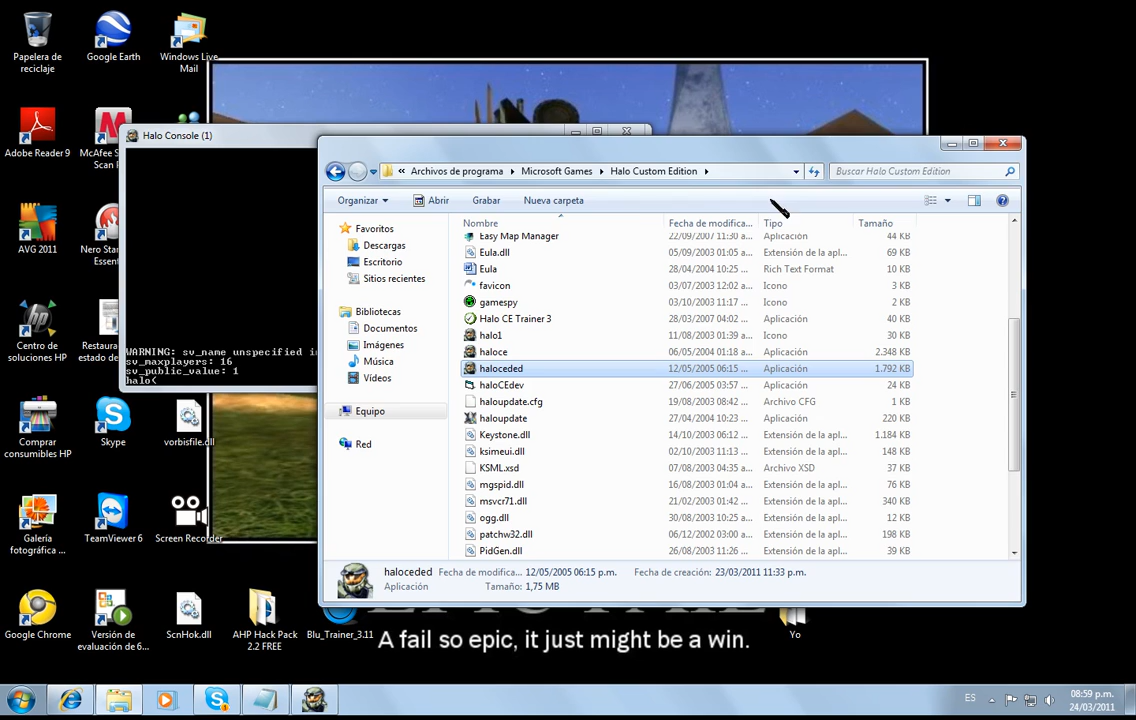 Papelera de
reciclaje
Google Earth
Windows Live
Mail
Adobe Reader 9
McAfee S
Scan P
AVG 2011
Nero Star
Essent
Centro de
soluciones HP
Restaura
estado de
Comprar
consumibles HP
Skype
vorbisfile.dll
Galería
fotográfica ...
TeamViewer 6
Screen Recorder
Google Chrome
Versión de
evaluación de 6...
ScnHok.dll
AHP Hack Pack
2.2 FREE
Blu_Trainer_3.11
Yo
Halo Console (1)
WARNING: sv_name unspecified in
sv_maxplayers: 16
sv_public_value: 1
halo(
« Archivos de programa ▸ Microsoft Games ▸ Halo Custom Edition ▸
Buscar Halo Custom Edition
Organizar Abrir Grabar Nueva carpeta
Favoritos
Descargas
Escritorio
Sitios recientes
Bibliotecas
Documentos
Imágenes
Música
Vídeos
Equipo
Red
Nombre Fecha de modifica... Tipo Tamaño
Easy Map Manager 22/09/2007 11:30 a... Aplicación 44 KB
Eula.dll 05/09/2003 01:05 a... Extensión de la apl... 69 KB
Eula 28/04/2004 10:25 ... Rich Text Format 10 KB
favicon 03/07/2003 12:02 a... Icono 3 KB
gamespy 03/10/2003 11:17 ... Icono 2 KB
Halo CE Trainer 3 28/03/2007 04:02 ... Aplicación 40 KB
halo1 11/08/2003 01:39 a... Icono 30 KB
haloce 06/05/2004 01:18 a... Aplicación 2.348 KB
haloceded 12/05/2005 06:15 ... Aplicación 1.792 KB
haloCEdev 27/06/2005 03:57 ... Aplicación 24 KB
haloupdate.cfg 19/08/2003 08:42 ... Archivo CFG 1 KB
haloupdate 27/04/2004 10:23 ... Aplicación 220 KB
Keystone.dll 14/10/2003 06:12 ... Extensión de la apl... 1.184 KB
ksimeui.dll 02/10/2003 11:13 ... Extensión de la apl... 148 KB
KSML.xsd 07/08/2003 04:35 a... Archivo XSD 37 KB
mgspid.dll 16/08/2003 01:04 a... Extensión de la apl... 76 KB
msvcr71.dll 21/02/2003 01:42 ... Extensión de la apl... 340 KB
ogg.dll 30/08/2003 10:25 a... Extensión de la apl... 12 KB
patchw32.dll 06/12/2002 03:00 a... Extensión de la apl... 198 KB
PidGen.dll 26/08/2003 11:26 ... Extensión de la apl... 39 KB
haloceded Fecha de modifica... 12/05/2005 06:15 p.m. Fecha de creación: 23/03/2011 11:33 p.m.
Aplicación Tamaño: 1,75 MB
A fail so epic, it just might be a win.
ES
08:59 p.m.
24/03/2011